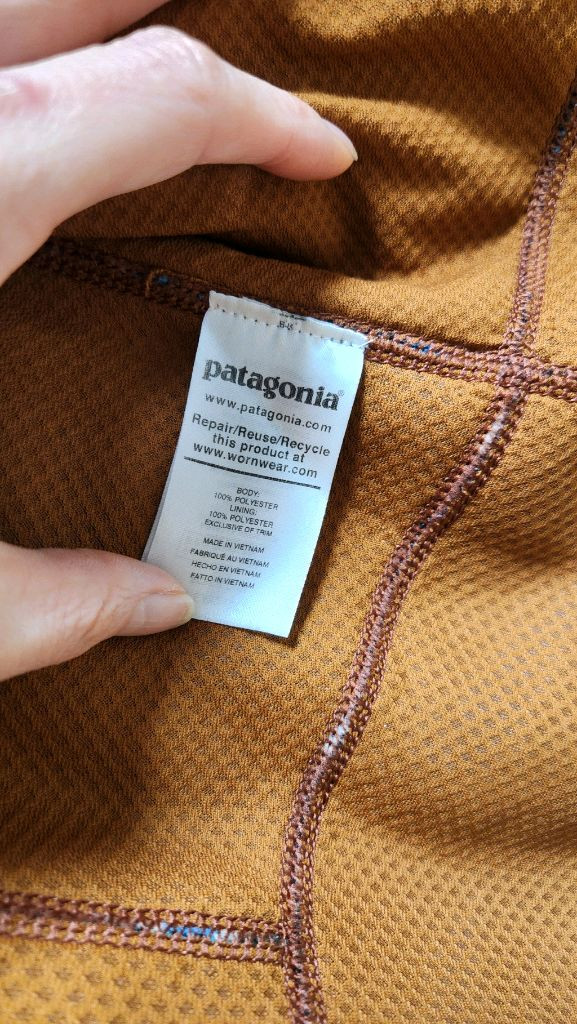 patagonia®
www.patagonia.com
Repair/Reuse/Recycle
this product at
www.wornwear.com
BODY:
100% POLYESTER
LINING:
100% POLYESTER
EXCLUSIVE OF TRIM
MADE IN VIETNAM
FABRIQUÉ AU VIETNAM
HECHO EN VIETNAM
FATTO IN VIETNAM